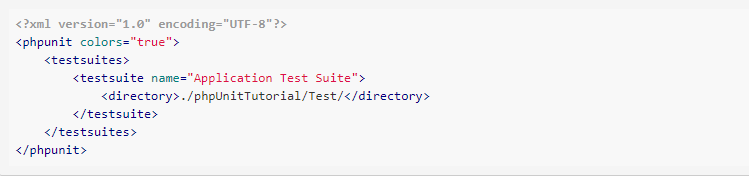 <?xml version="1.0" encoding="UTF-8"?>
<phpunit colors="true">
    <testsuites>
        <testsuite name="Application Test Suite">
            <directory>./phpUnitTutorial/Test/</directory>
        </testsuite>
    </testsuites>
</phpunit>